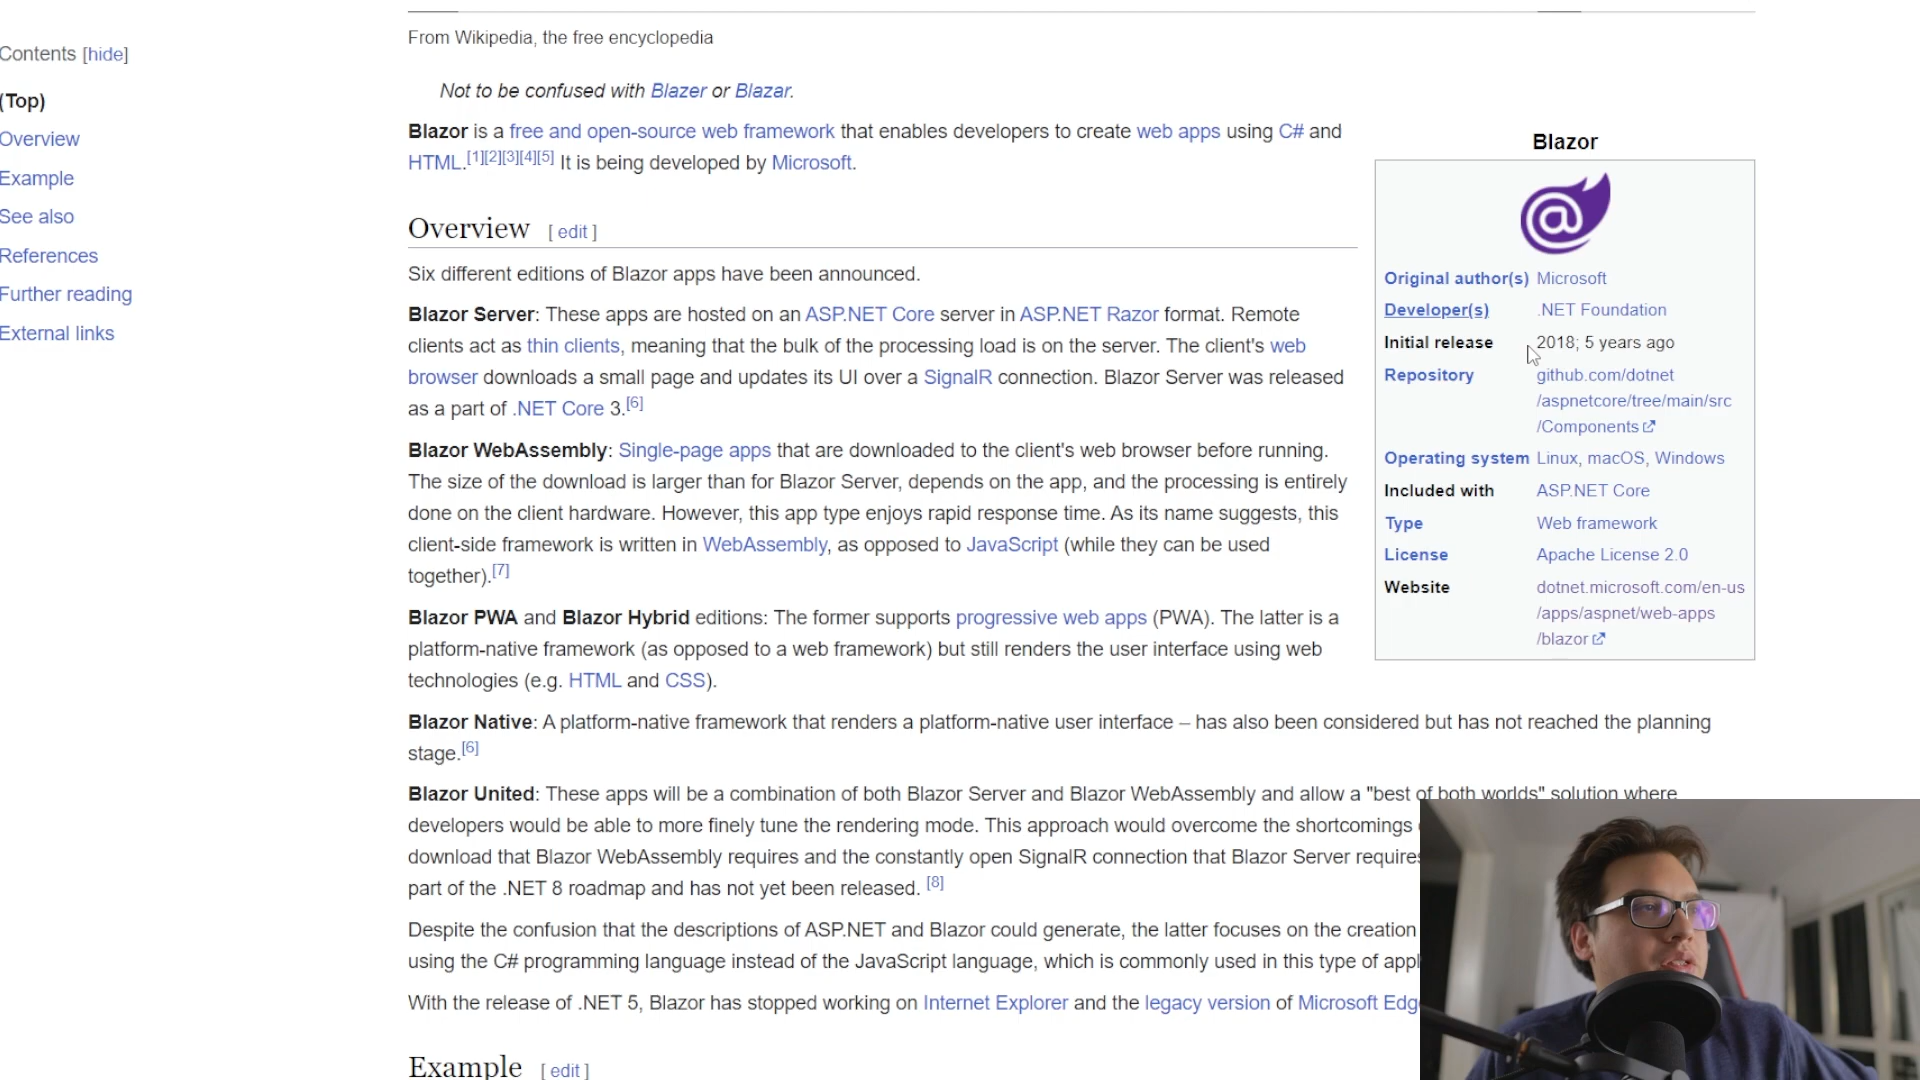 From Wikipedia, the free encyclopedia
Contents [hide]
(Top)
Overview
Example
See also
References
Further reading
External links
Not to be confused with Blazer or Blazar.
Blazor is a free and open-source web framework that enables developers to create web apps using C# and
HTML.[1][2][3][4][5] It is being developed by Microsoft.
Overview [ edit ]
Six different editions of Blazor apps have been announced.
Blazor Server: These apps are hosted on an ASP.NET Core server in ASP.NET Razor format. Remote
clients act as thin clients, meaning that the bulk of the processing load is on the server. The client's web
browser downloads a small page and updates its UI over a SignalR connection. Blazor Server was released
as a part of .NET Core 3.[6]
Blazor WebAssembly: Single-page apps that are downloaded to the client's web browser before running.
The size of the download is larger than for Blazor Server, depends on the app, and the processing is entirely
done on the client hardware. However, this app type enjoys rapid response time. As its name suggests, this
client-side framework is written in WebAssembly, as opposed to JavaScript (while they can be used
together).[7]
Blazor PWA and Blazor Hybrid editions: The former supports progressive web apps (PWA). The latter is a
platform-native framework (as opposed to a web framework) but still renders the user interface using web
technologies (e.g. HTML and CSS).
Blazor Native: A platform-native framework that renders a platform-native user interface – has also been considered but has not reached the planning
stage.[6]
Blazor United: These apps will be a combination of both Blazor Server and Blazor WebAssembly and allow a "best of both worlds" solution where
developers would be able to more finely tune the rendering mode. This approach would overcome the shortcomings
download that Blazor WebAssembly requires and the constantly open SignalR connection that Blazor Server requires
part of the .NET 8 roadmap and has not yet been released. [8]
Despite the confusion that the descriptions of ASP.NET and Blazor could generate, the latter focuses on the creation
using the C# programming language instead of the JavaScript language, which is commonly used in this type of appl
With the release of .NET 5, Blazor has stopped working on Internet Explorer and the legacy version of Microsoft Edg
Example [ edit ]
Blazor
@
Original author(s) Microsoft
Developer(s) .NET Foundation
Initial release 2018; 5 years ago
Repository github.com/dotnet
/aspnetcore/tree/main/src
/Components
Operating system Linux, macOS, Windows
Included with ASP.NET Core
Type Web framework
License Apache License 2.0
Website dotnet.microsoft.com/en-us
/apps/aspnet/web-apps
/blazor